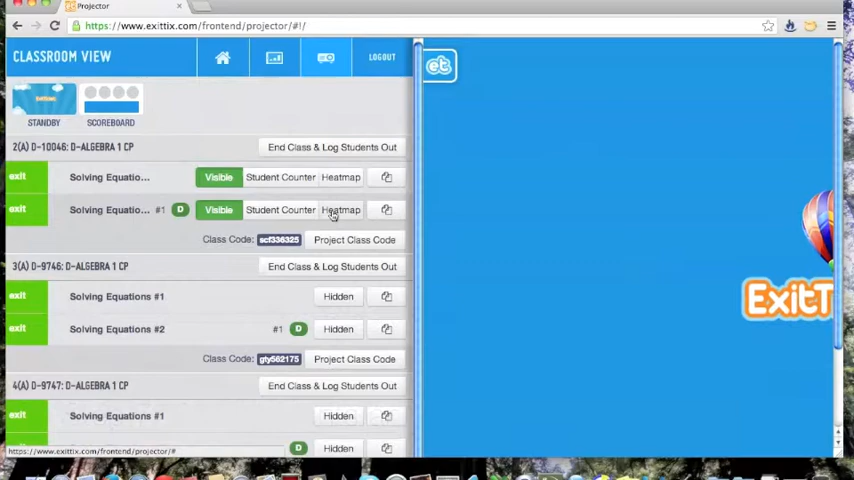 Projector
https://www.exittix.com/frontend/projector/#!/
CLASSROOM VIEW
LOGOUT
et
STANDBY
SCOREBOARD
2(A) D-10046: D-ALGEBRA 1 CP
End Class & Log Students Out
exit Solving Equatio... Visible Student Counter Heatmap
exit Solving Equatio... #1 D Visible Student Counter Heatmap
Class Code: scf336325 Project Class Code
3(A) D-9746: D-ALGEBRA 1 CP
End Class & Log Students Out
exit Solving Equations #1 Hidden
exit Solving Equations #2 #1 D Hidden
Class Code: gty562175 Project Class Code
4(A) D-9747: D-ALGEBRA 1 CP
End Class & Log Students Out
exit Solving Equations #1 Hidden
D Hidden
https://www.exittix.com/frontend/projector/#
ExitT